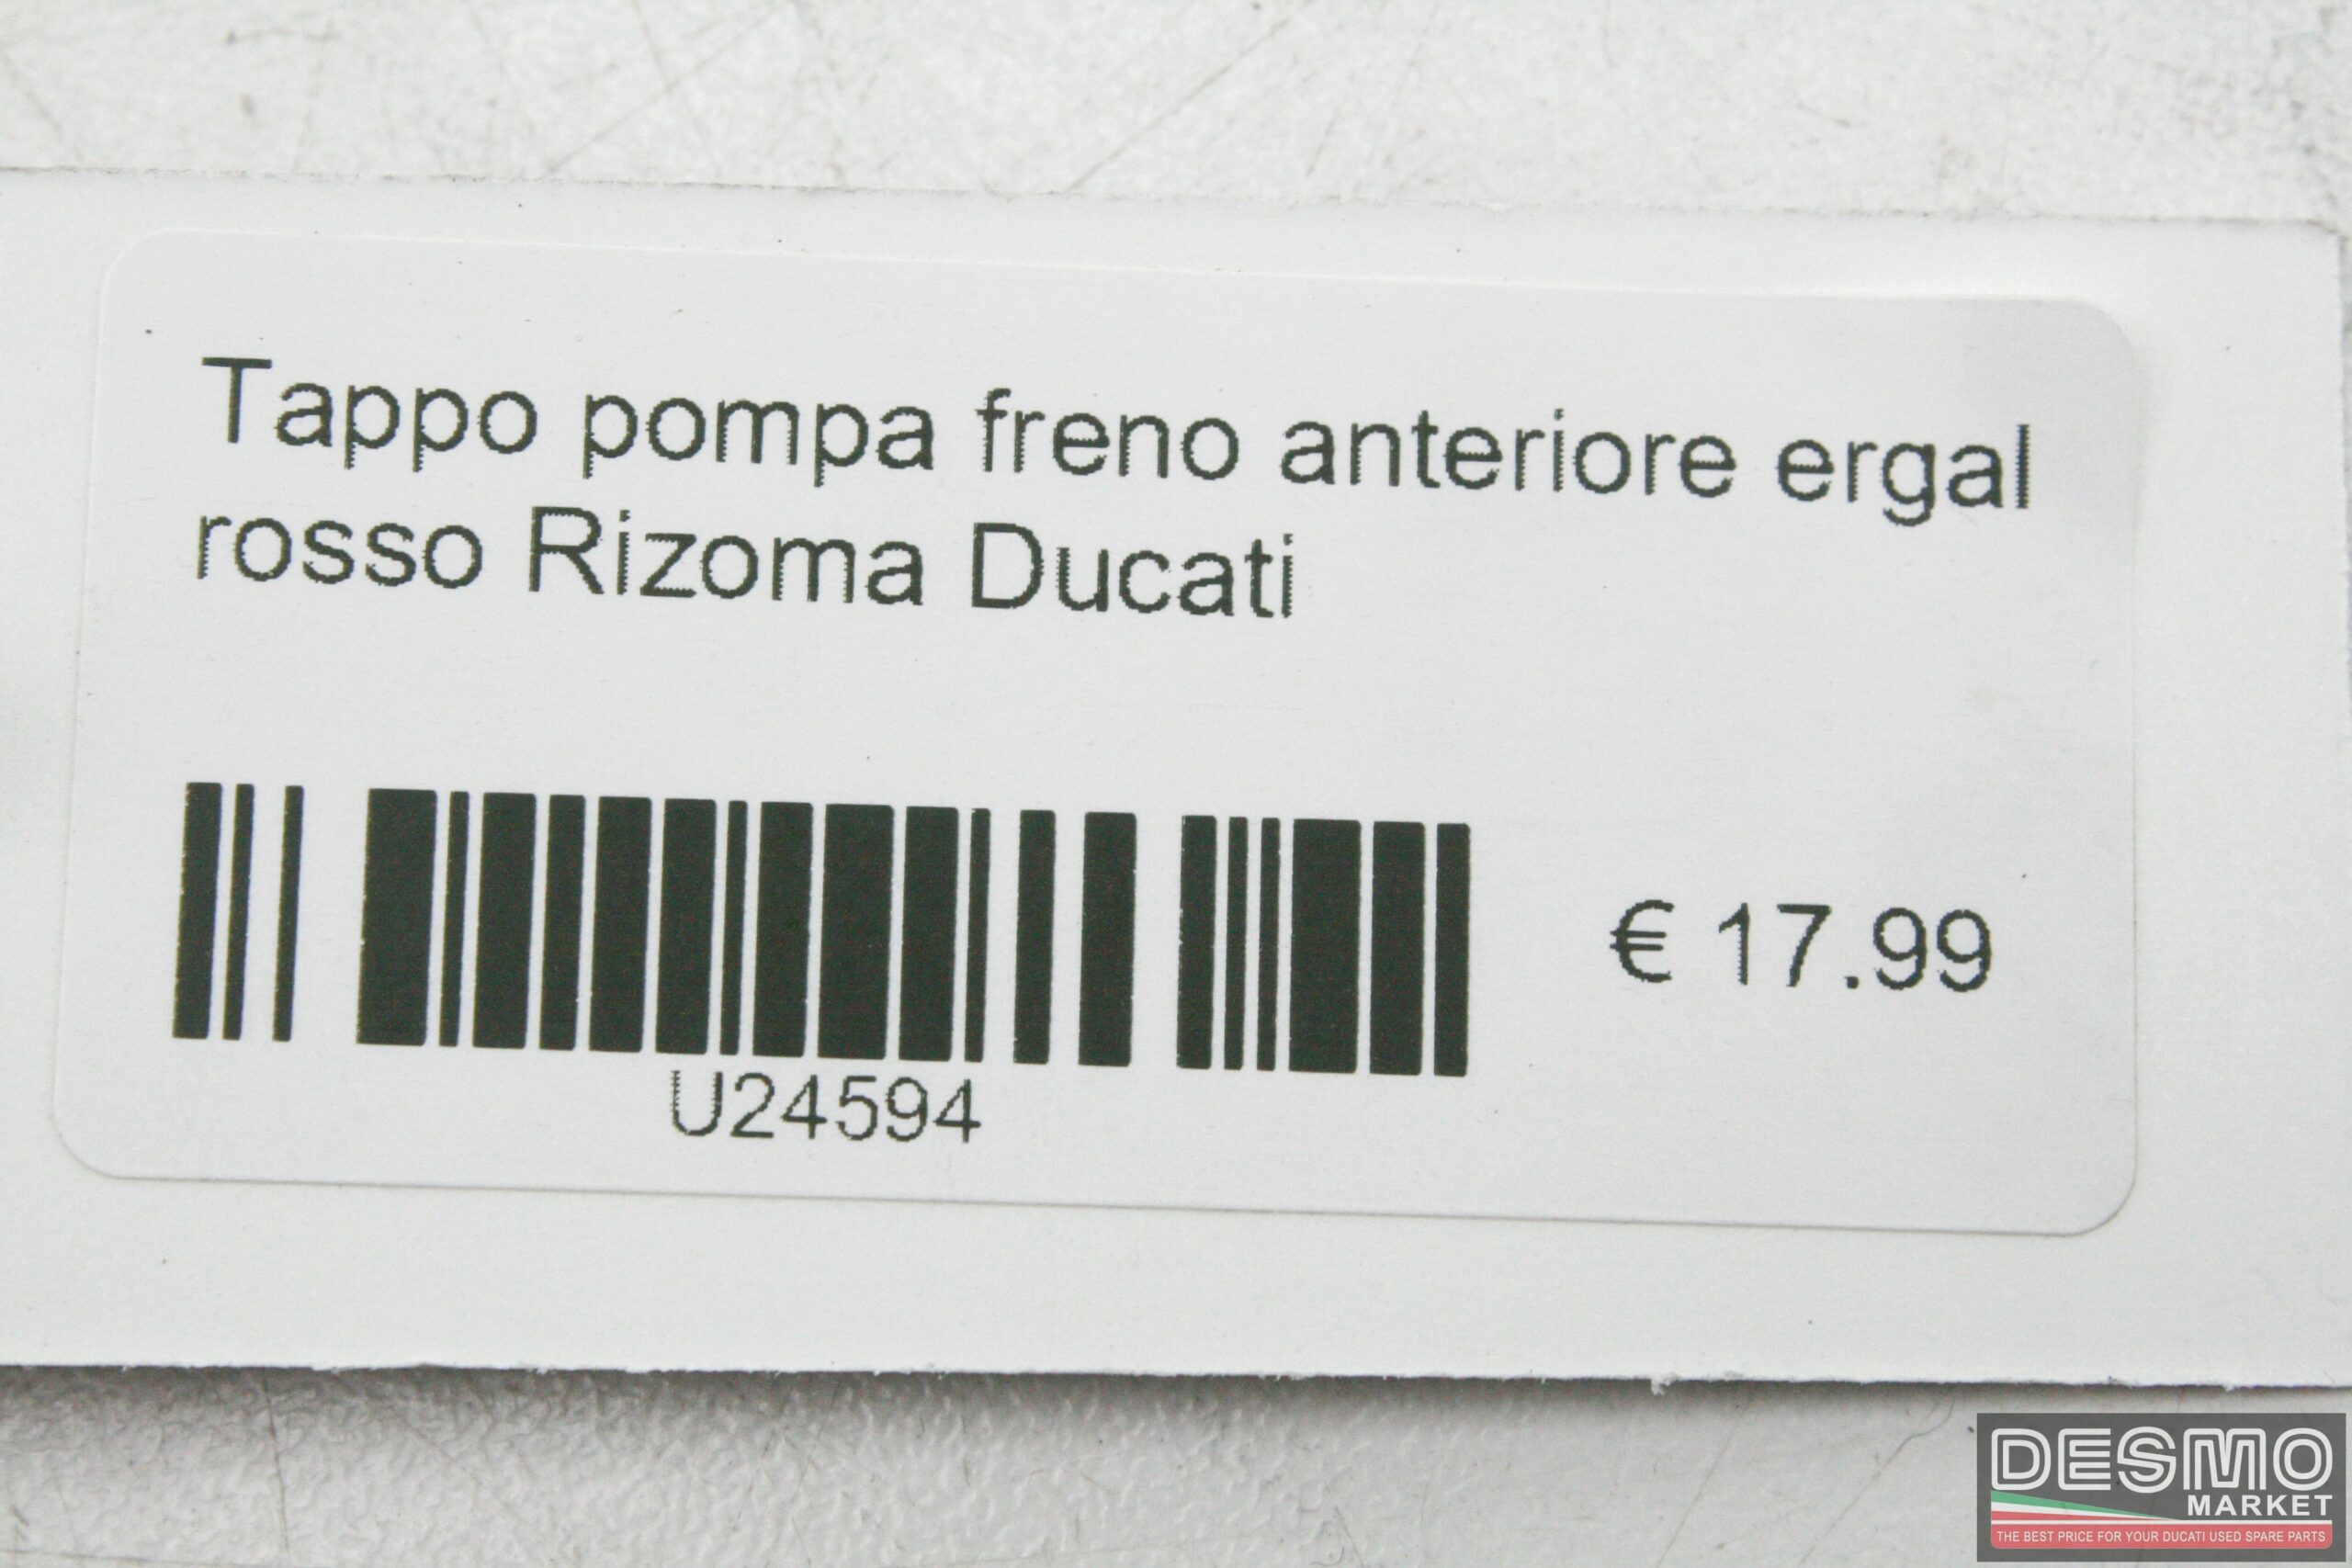 Tappo pompa freno anteriore ergal
rosso Rizoma Ducati
€ 17.99
U24594
DESMO
MARKET
THE BEST PRICE FOR YOUR DUCATI USED SPARE PARTS